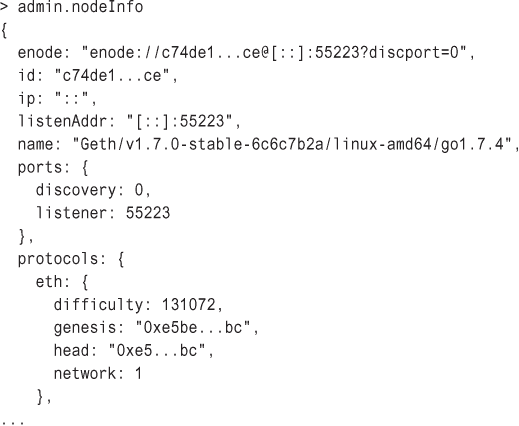 > admin.nodeInfo
{
  enode: "enode://c74de1...ce@[::]:55223?discport=0",
  id: "c74de1...ce",
  ip: "::",
  listenAddr: "[::]:55223",
  name: "Geth/v1.7.0-stable-6c6c7b2a/linux-amd64/go1.7.4",
  ports: {
    discovery: 0,
    listener: 55223
  },
  protocols: {
    eth: {
      difficulty: 131072,
      genesis: "0xe5be...bc",
      head: "0xe5...bc",
      network: 1
    },
...